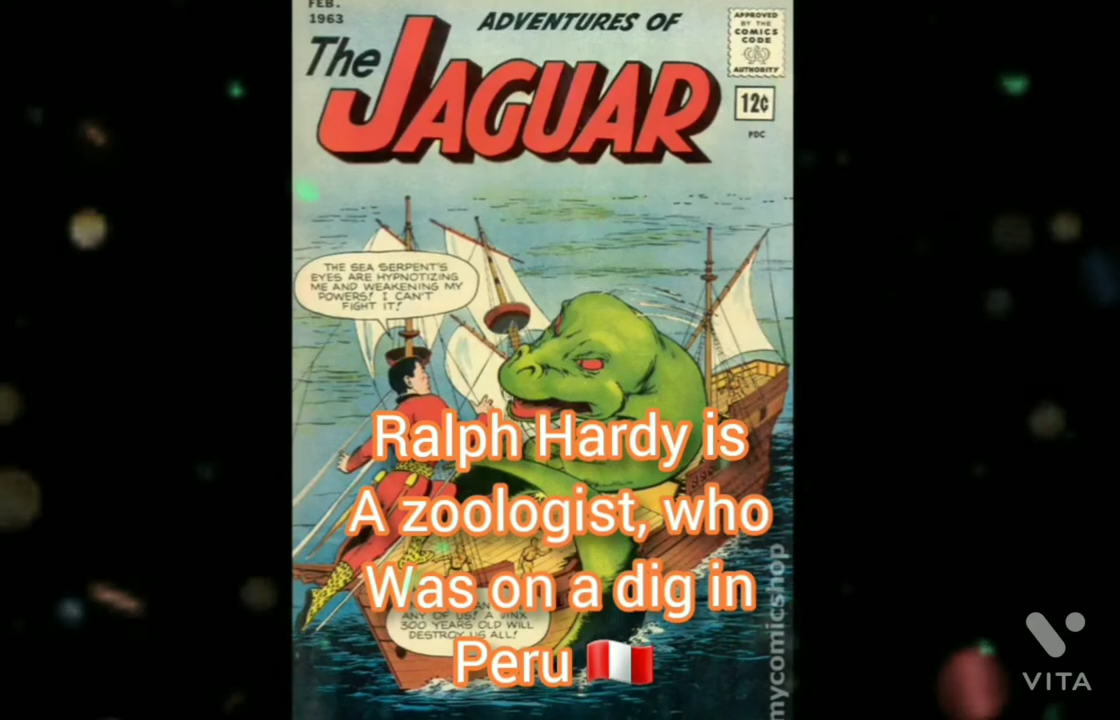 FEB.
1963
ADVENTURES OF
The
JAGUAR
APPROVED
BY THE
COMICS
CODE
AUTHORITY
12¢
PDC
THE SEA SERPENT'S
EYES ARE HYPNOTIZING
ME AND WEAKENING MY
POWERS! I CAN'T
FIGHT IT!
Ralph Hardy is
A zoologist, who
Was on a dig in
Peru 🇵🇪
ANY OF US! A JINX
300 YEARS OLD WILL
DESTROY US ALL!
mycomicshop
VITA